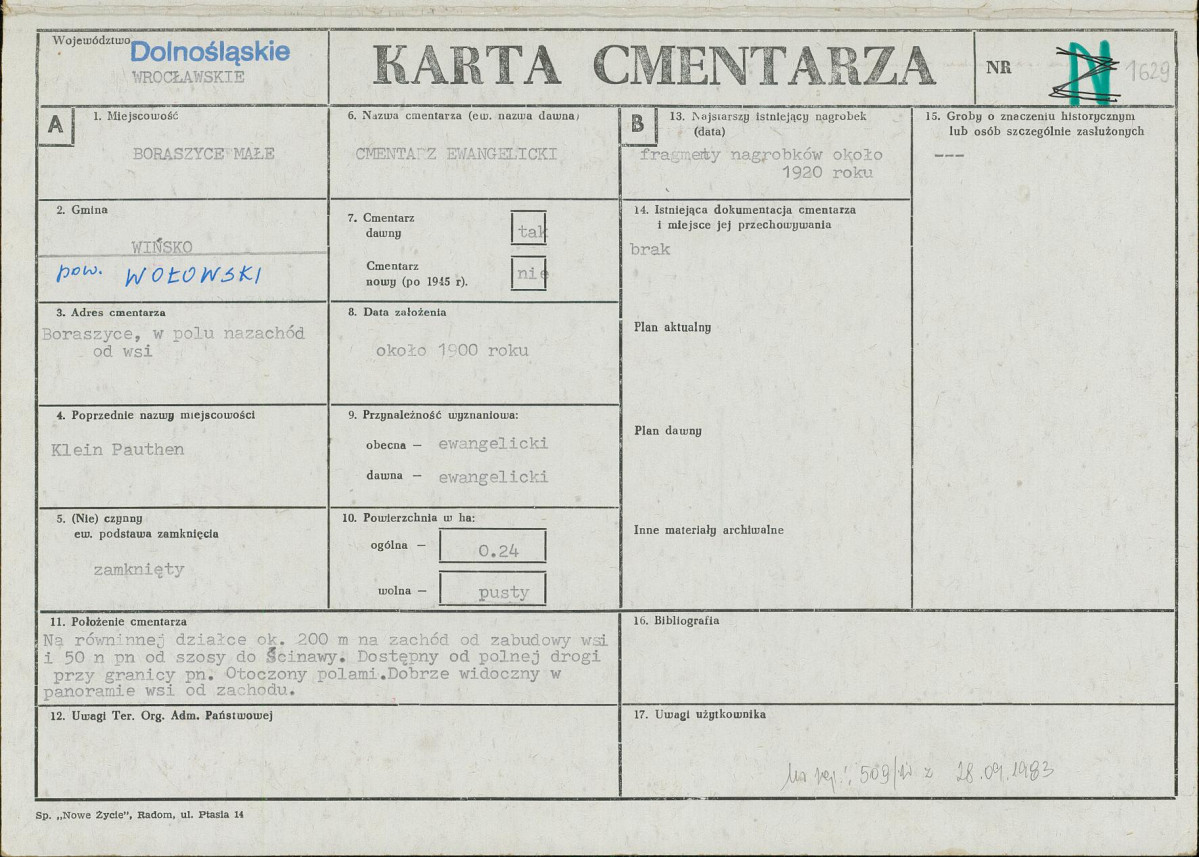 Województwo Dolnośląskie
WROCŁAWSKIE
KARTA CMENTARZA
NR 1629
A
1. Miejscowość
BORASZYCE MAŁE
2. Gmina
WIŃSKO
pow. WOŁOWSKI
3. Adres cmentarza
Boraszyce, w polu nazachód
od wsi
4. Poprzednie nazwy miejscowości
Klein Pauthen
5. (Nie) czynny
ew. podstawa zamknięcia
zamknięty
6. Nazwa cmentarza (ew. nazwa dawna)
CMENTARZ EWANGELICKI
7. Cmentarz
dawny tak
Cmentarz
nowy (po 1945 r). nie
8. Data założenia
około 1900 roku
9. Przynależność wyznaniowa:
obecna — ewangelicki
dawna — ewangelicki
10. Powierzchnia w ha:
ogólna — 0.24
wolna — pusty
11. Położenie cmentarza
Na równinnej działce ok. 200 m na zachód od zabudowy wsi
i 50 n pn od szosy do Ścinawy. Dostępny od polnej drogi
przy granicy pn. Otoczony polami.Dobrze widoczny w
panoramie wsi od zachodu.
12. Uwagi Ter. Org. Adm. Państwowej
B
13. Najstarszy istniejący nagrobek
(data)
fragmety nagrobków około
1920 roku
14. Istniejąca dokumentacja cmentarza
i miejsce jej przechowywania
brak
Plan aktualny
Plan dawny
Inne materiały archiwalne
15. Groby o znaczeniu historycznym
lub osób szczególnie zasłużonych
---
16. Bibliografia
17. Uwagi użytkownika
509/W z 28.09.1983
Sp. „Nowe Życie", Radom, ul. Ptasia 14